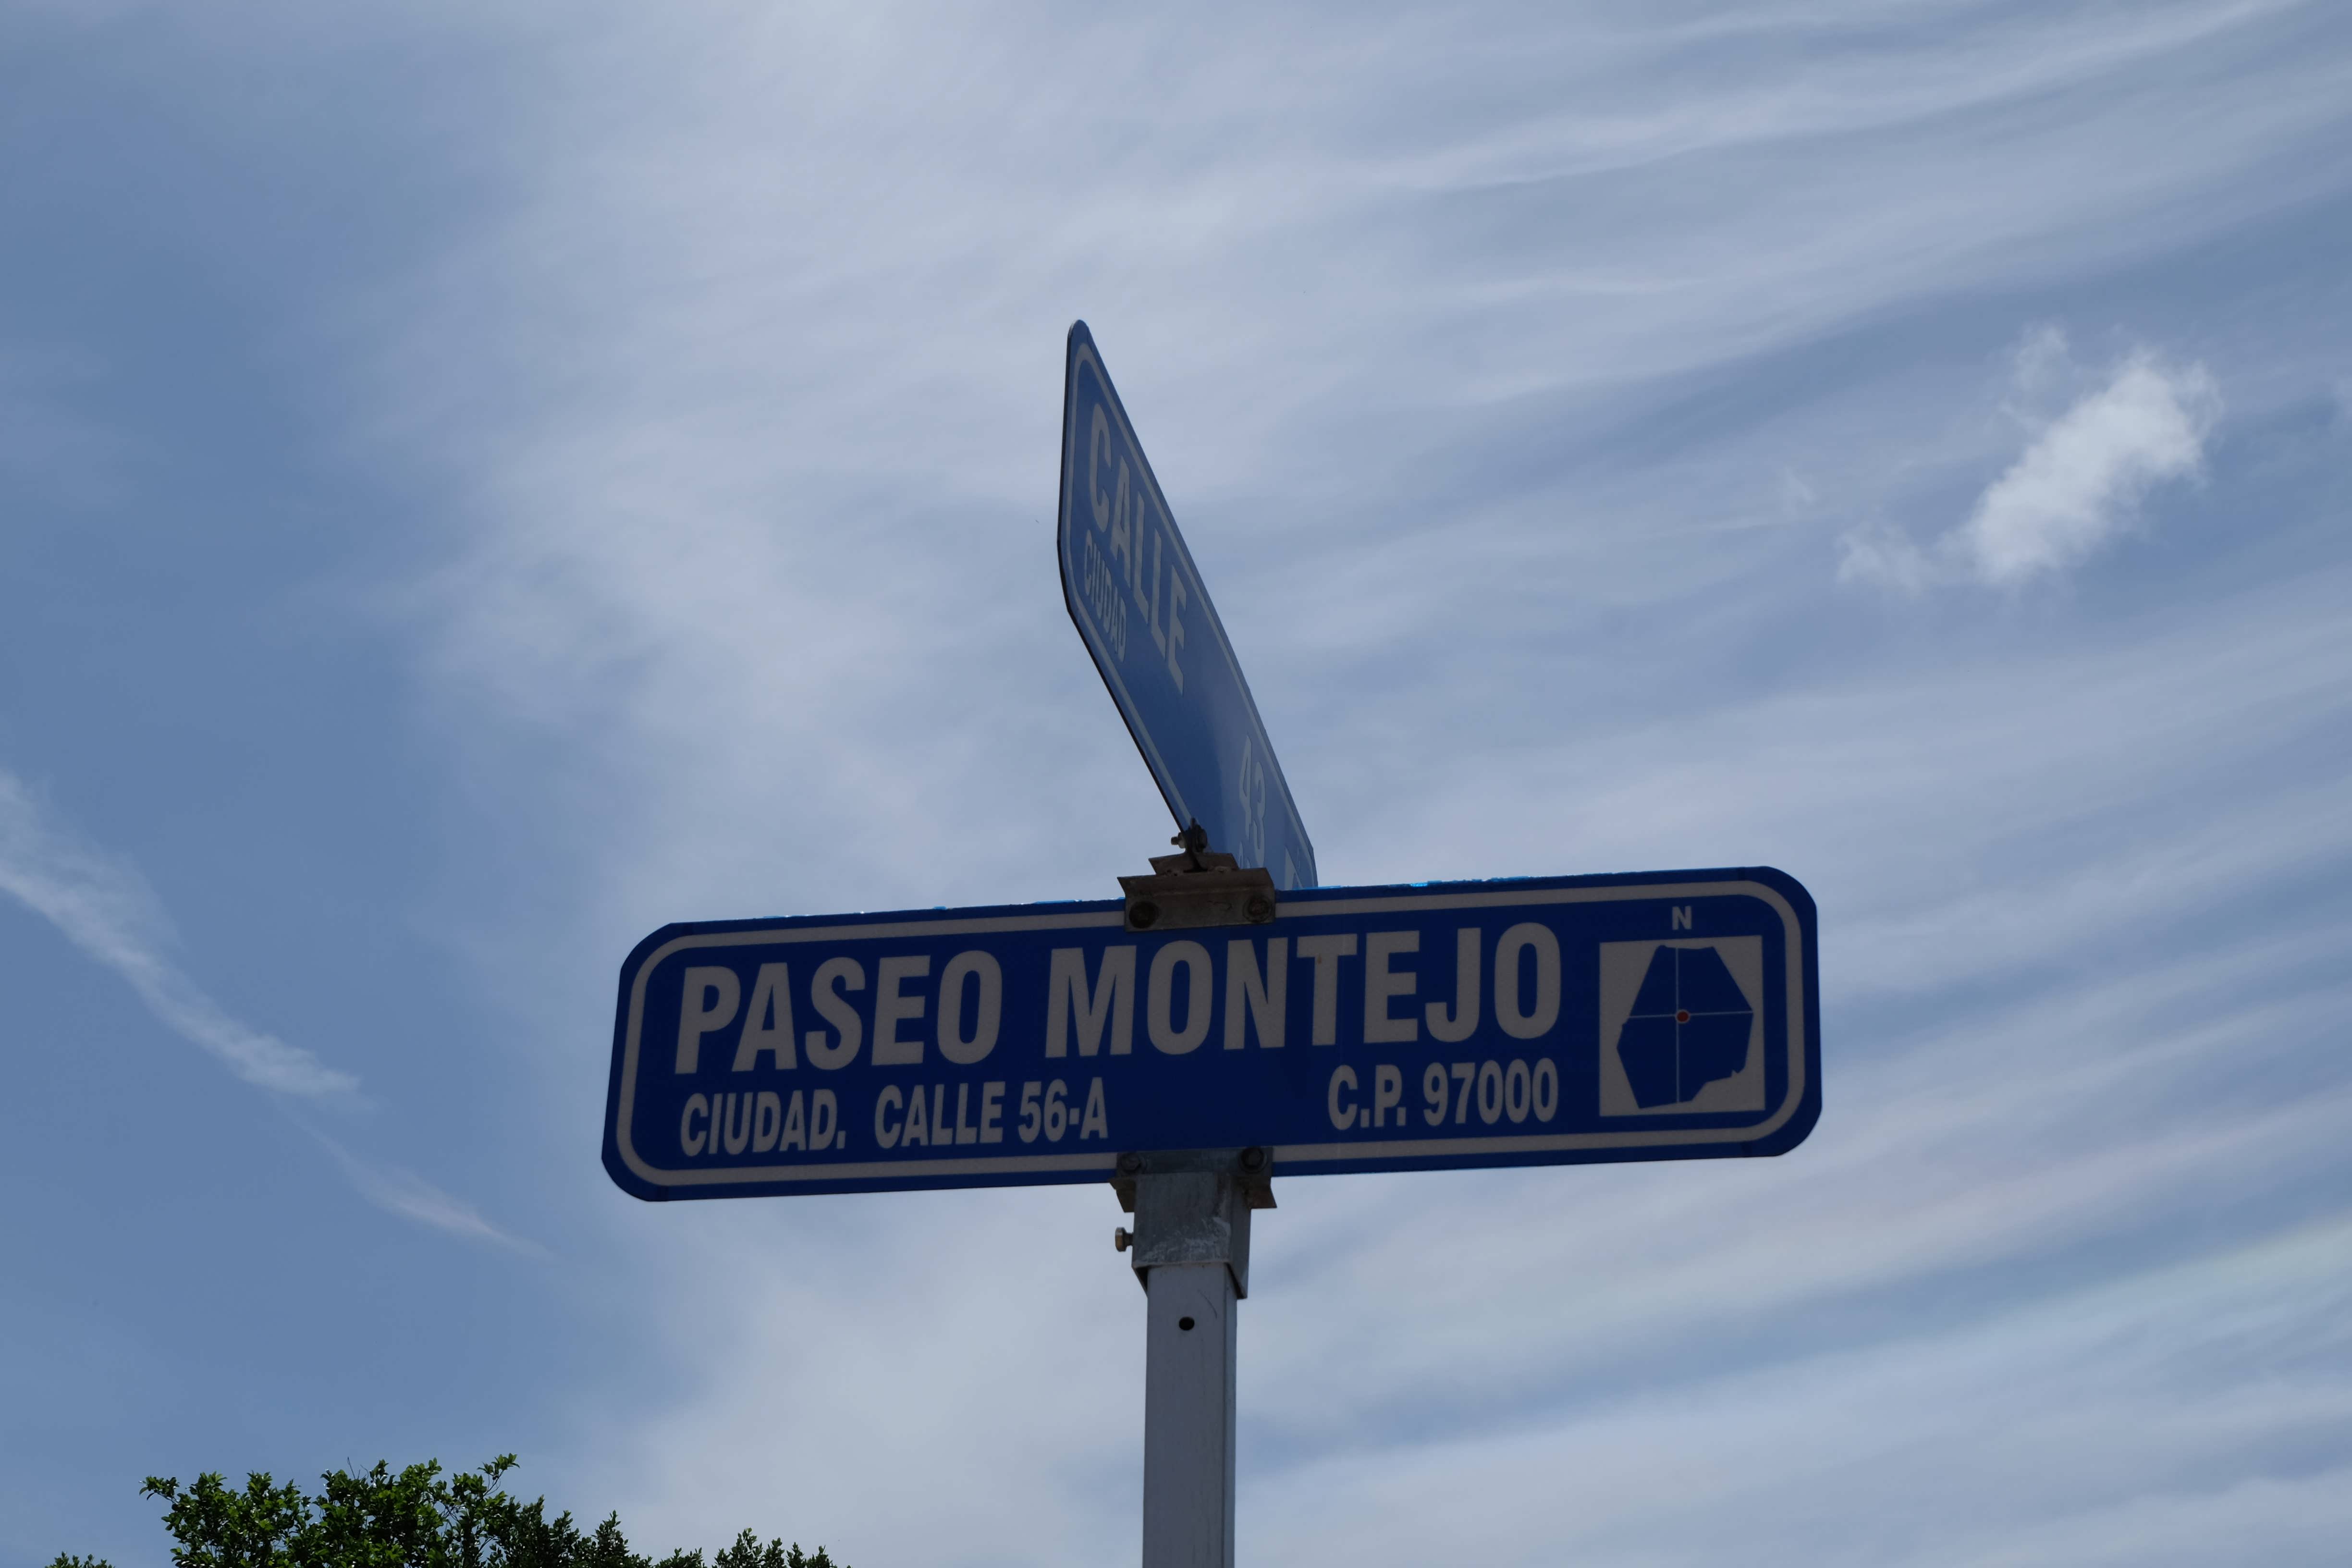 CALLE 43
CIUDAD
PASEO MONTEJO
CIUDAD. CALLE 56-A C.P. 97000
N